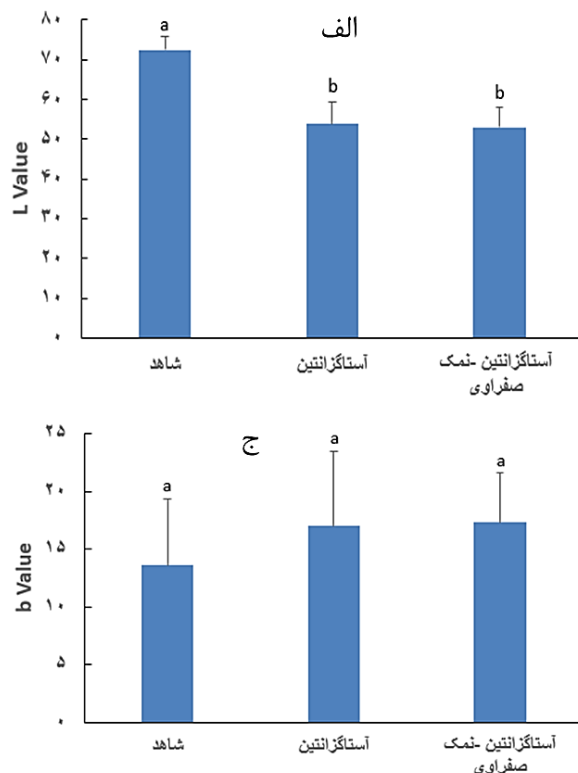 الف
L Value
۸۰
۷۰
۶۰
۵۰
۴۰
۳۰
۲۰
۱۰
۰
a
b
b
شاهد
آستاگزانتین
آستاگزانتین -نمک
صفراوی
ج
b Value
۲۵
۲۰
۱۵
۱۰
۵
۰
a
a
a
شاهد
آستاگزانتین
آستاگزانتین -نمک
صفراوی